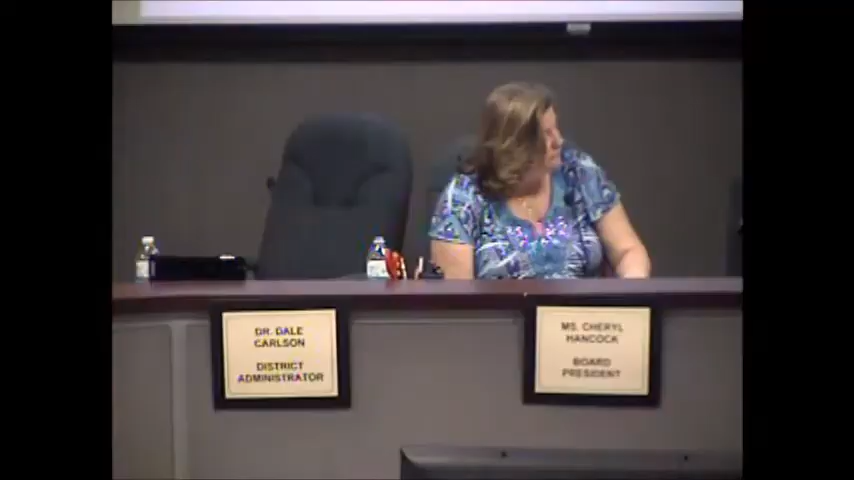 DR. DALE
CARLSON
DISTRICT
ADMINISTRATOR
MS. CHERYL
HANCOCK
BOARD
PRESIDENT